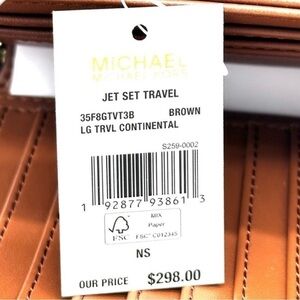 MICHAEL
MICHAEL KORS
JET SET TRAVEL
35F8GTVT3B BROWN
LG TRVL CONTINENTAL
S259-0002
1 92877 93861 3
FSC
MIX
Paper
FSC® C012345
NS
OUR PRICE $298.00